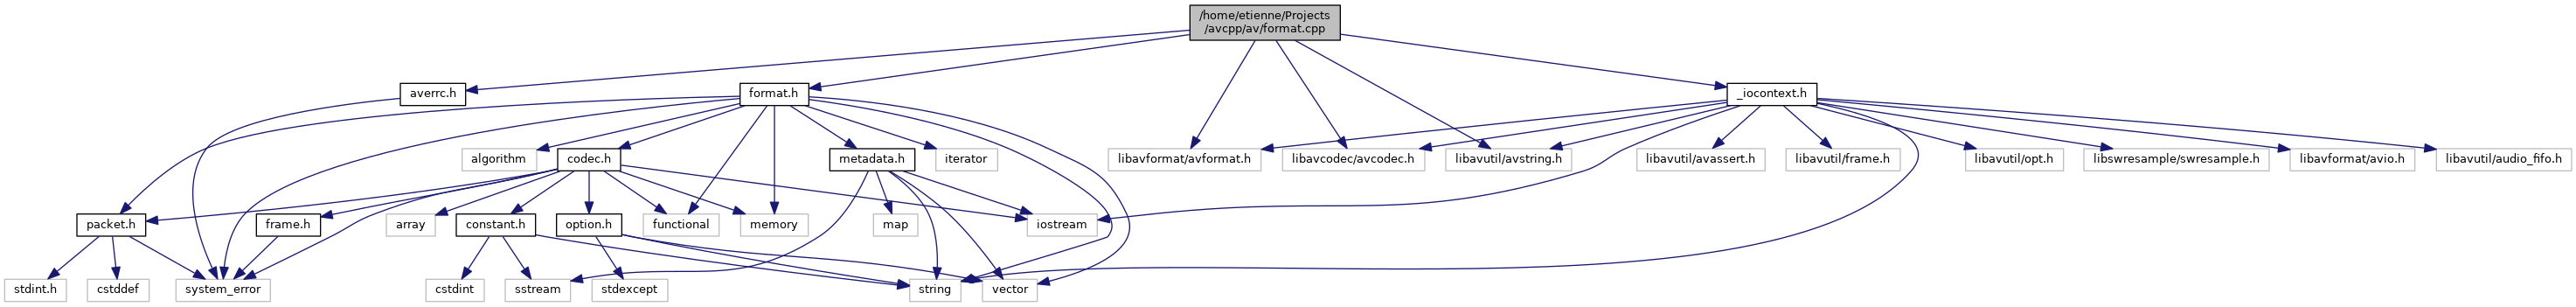 /home/etienne/Projects
/avcpp/av/format.cpp
averrc.h
format.h
_iocontext.h
algorithm
codec.h
metadata.h
iterator
libavformat/avformat.h
libavcodec/avcodec.h
libavutil/avstring.h
libavutil/avassert.h
libavutil/frame.h
libavutil/opt.h
libswresample/swresample.h
libavformat/avio.h
libavutil/audio_fifo.h
packet.h
frame.h
array
constant.h
option.h
functional
memory
map
iostream
stdint.h
cstddef
system_error
cstdint
sstream
stdexcept
string
vector